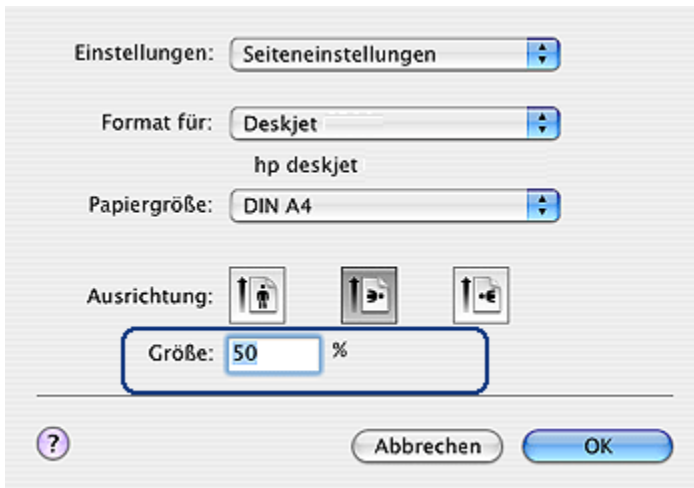 Einstellungen: Seiteneinstellungen
Format für: Deskjet
hp deskjet
Papiergröße: DIN A4
Ausrichtung:
Größe: 50 %
? Abbrechen OK